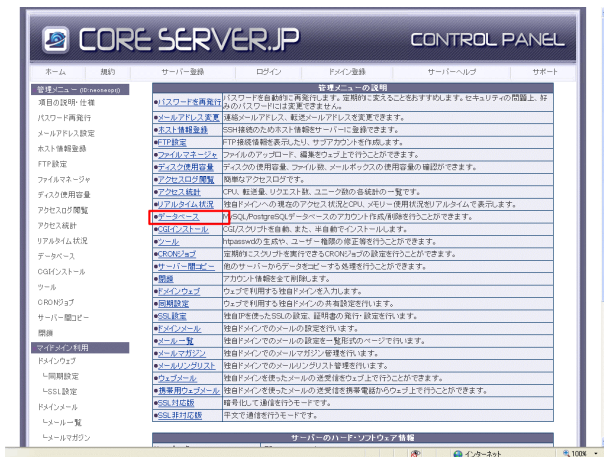 CORE SERVER.JP
CONTROL PANEL
ホーム 規約 サーバー登録 ログイン ドメイン登録 サーバーヘルプ サポート
管理メニュー
項目の説明・仕様
パスワード再発行
メールアドレス設定
ホスト情報登録
FTP設定
ファイルマネージャ
ディスク使用容量
アクセスログ閲覧
アクセス統計
リアルタイム状況
データベース
CGIインストール
ツール
CRONジョブ
サーバー間コピー
閉鎖
マイドメイン利用
ドメインウェブ
└同期設定
└SSL設定
ドメインメール
└メール一覧
└メールマガジン
管理メニューの説明
●パスワードを再発行 パスワードを自動的に再発行します。定期的に変えることをおすすめします。セキュリティの問題上、好みのパスワードには変更できません。
●メールアドレス変更 連絡メールアドレス、転送メールアドレスを変更できます。
●ホスト情報登録 SSH接続のためホスト情報をサーバーに登録できます。
●FTP設定 FTP接続情報を表示したり、サブアカウントを作成します。
●ファイルマネージャ ファイルのアップロード、編集をウェブ上で行うことができます。
●ディスク使用容量 ディスクの使用容量、ファイル数、メールボックスの使用容量の確認ができます。
●アクセスログ閲覧 簡単なアクセスログです。
●アクセス統計 CPU、転送量、リクエスト数、ユニーク数の各統計の一覧です。
●リアルタイム状況 独自ドメインへの現在のアクセス状況とCPU、メモリー使用状況をリアルタイムで表示します。
●データベース MySQL/PostgreSQLデータベースのアカウント作成/削除を行うことができます。
●CGIインストール CGI/スクリプトを自動、また、半自動でインストールします。
●ツール htpasswdの生成や、ユーザー権限の修正等を行うことができます。
●CRONジョブ 定期的にスクリプトを実行できるCRONジョブの設定を行うことができます。
●サーバー間コピー 他のサーバーからデータをコピーする処理を行うことができます。
●閉鎖 アカウント情報を全て削除します。
●ドメインウェブ ウェブで利用する独自ドメインを入力します。
●同期設定 ウェブで利用する独自ドメインの共有設定を行います。
●SSL設定 独自IPを使ったSSLの設定、証明書の発行・設定を行います。
●ドメインメール 独自ドメインでのメールの設定を行います。
●メール一覧 独自ドメインでのメールの設定を一覧形式のページで行います。
●メールマガジン 独自ドメインでのメールマガジン管理を行います。
●メーリングリスト 独自ドメインでのメーリングリスト管理を行います。
●ウェブメール 独自ドメインを使ったメールの送受信をウェブ上で行うことができます。
●携帯用ウェブメール 独自ドメインを使ったメールの送受信を携帯電話からウェブ上で行うことができます。
●SSL対応版 暗号化して通信を行うモードです。
●SSL非対応版 平文で通信を行うモードです。
サーバーのハード・ソフトウェア情報
インターネット 100%